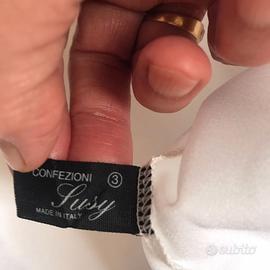 CONFEZIONI ③
Susy
MADE IN ITALY
subito